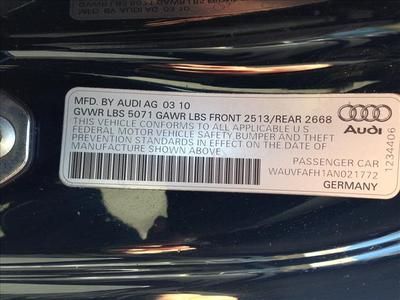 MFD. BY AUDI AG 03 10
GVWR LBS 5071 GAWR LBS FRONT 2513/REAR 2668
THIS VEHICLE CONFORMS TO ALL APPLICABLE U S
FEDERAL MOTOR VEHICLE SAFETY BUMPER AND THEFT
PREVENTION STANDARDS IN EFFECT ON THE DATE OF
MANUFACTURE SHOWN ABOVE
Audi
1234406
PASSENGER CAR
WAUVFAFH1AN021772
GERMANY